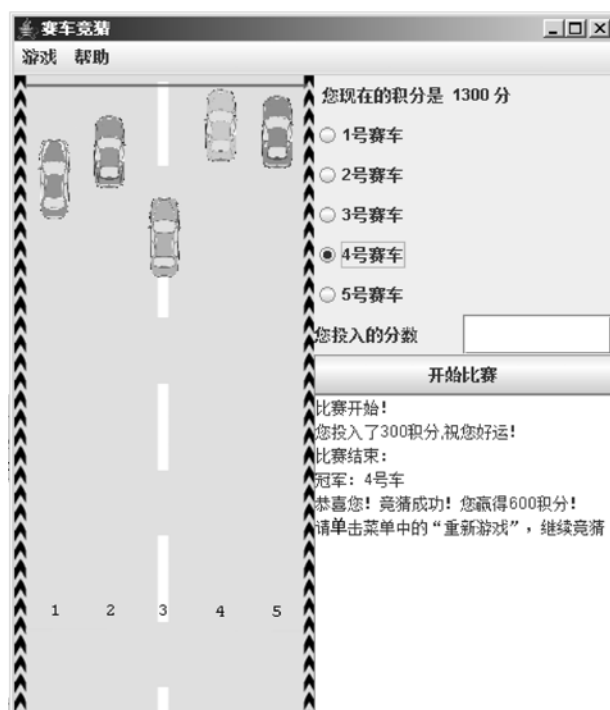 赛车竞猜
游戏 帮助
您现在的积分是 1300 分
1号赛车
2号赛车
3号赛车
4号赛车
5号赛车
您投入的分数
开始比赛
比赛开始!
您投入了300积分,祝您好运!
比赛结束:
冠军: 4号车
恭喜您! 竞猜成功! 您赢得600积分!
请单击菜单中的“重新游戏”，继续竞猜
1 2 3 4 5